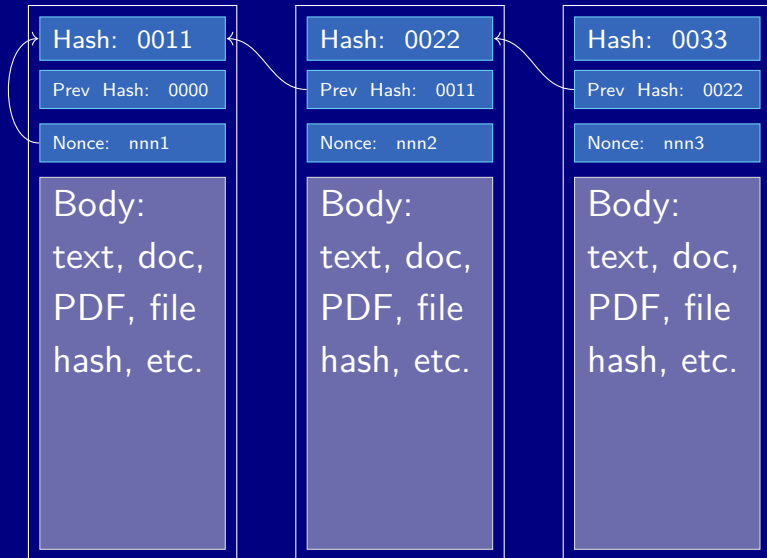 Hash: 0011
Prev Hash: 0000
Nonce: nnn1
Body:
text, doc,
PDF, file
hash, etc.
Hash: 0022
Prev Hash: 0011
Nonce: nnn2
Body:
text, doc,
PDF, file
hash, etc.
Hash: 0033
Prev Hash: 0022
Nonce: nnn3
Body:
text, doc,
PDF, file
hash, etc.